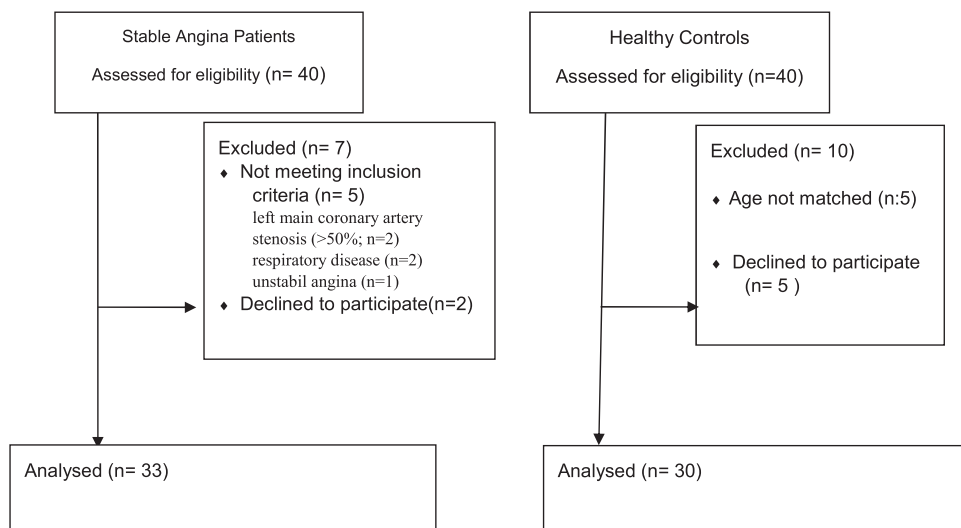 Stable Angina Patients
Assessed for eligibility (n= 40)
Excluded (n= 7)
♦ Not meeting inclusion
criteria (n= 5)
left main coronary artery
stenosis (>50%; n=2)
respiratory disease (n=2)
unstabil angina (n=1)
♦ Declined to participate(n=2)
Analysed (n= 33)
Healthy Controls
Assessed for eligibility (n=40)
Excluded (n= 10)
♦ Age not matched (n:5)
♦ Declined to participate
(n= 5 )
Analysed (n= 30)